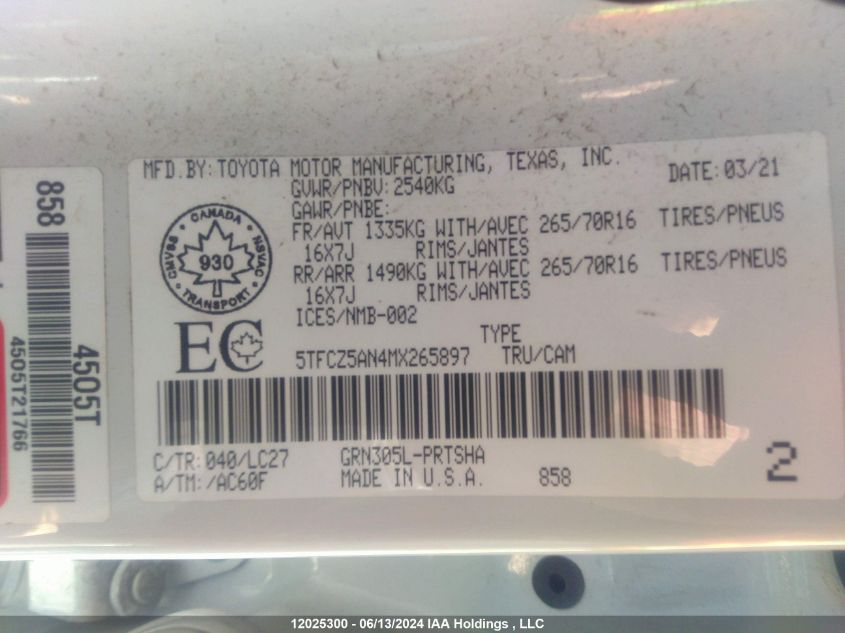 MFD.BY: TOYOTA MOTOR MANUFACTURING, TEXAS, INC. DATE: 03/21
GVWR/PNBV: 2540KG
GAWR/PNBE:
FR/AVT 1335KG WITH/AVEC 265/70R16 TIRES/PNEUS
16X7J RIMS/JANTES
RR/ARR 1490KG WITH/AVEC 265/70R16 TIRES/PNEUS
16X7J RIMS/JANTES
ICES/NMB-002
CANADA
CMVSS NSVAC
930
TRANSPORT
EC
TYPE
5TFCZ5AN4MX265897 TRU/CAM
C/TR: 040/LC27 GRN305L-PRTSHA
A/TM: /AC60F MADE IN U.S.A. 858
2
858
4505T
4505T21766
12025300 - 06/13/2024 IAA Holdings , LLC